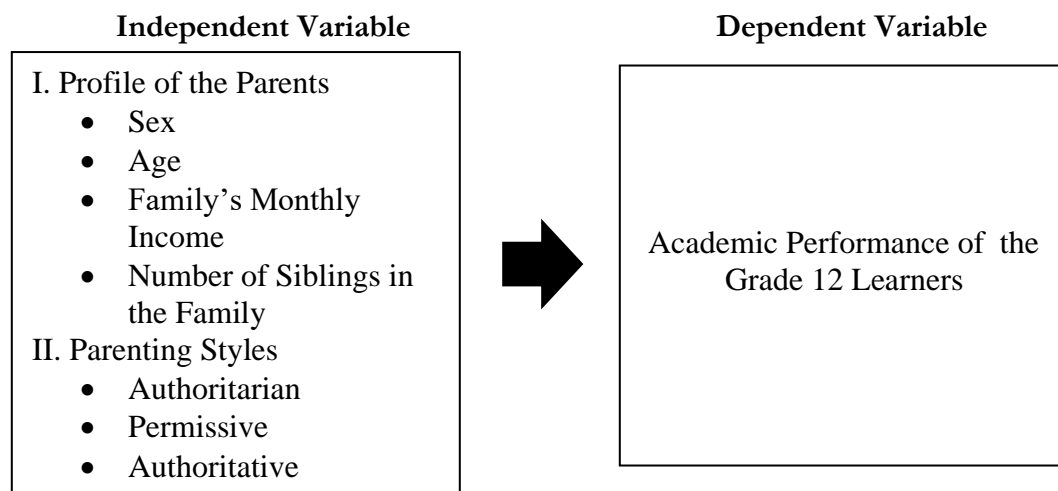 Independent Variable
Dependent Variable
I. Profile of the Parents
• Sex
• Age
• Family’s Monthly
Income
• Number of Siblings in
the Family
II. Parenting Styles
• Authoritarian
• Permissive
• Authoritative
Academic Performance of the
Grade 12 Learners